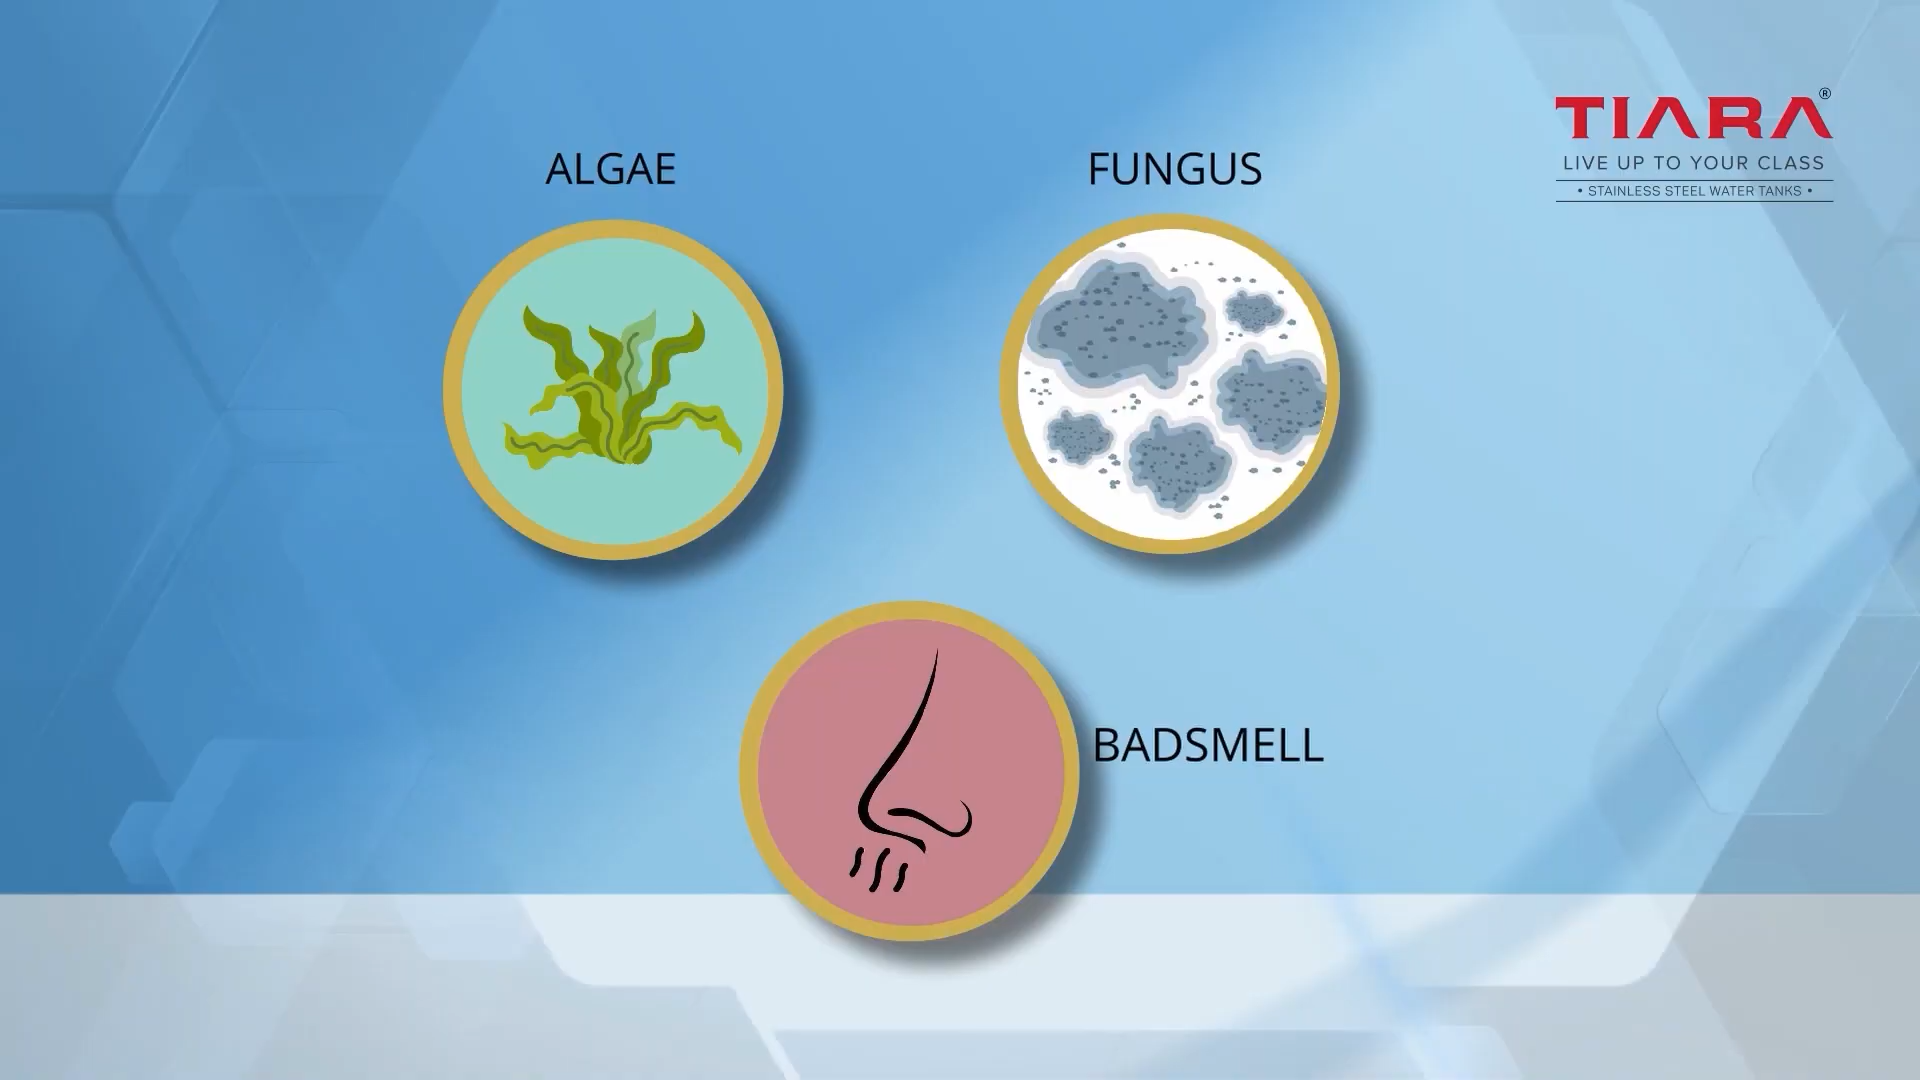 TIARA®
LIVE UP TO YOUR CLASS
• STAINLESS STEEL WATER TANKS •
ALGAE
FUNGUS
BADSMELL